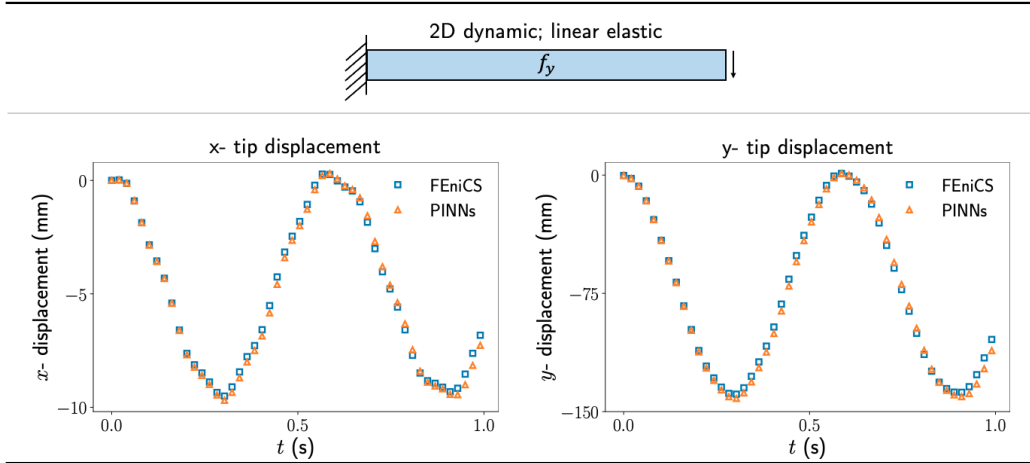 2D dynamic; linear elastic
f_y
x- tip displacement
FEniCS
PINNs
x- displacement (mm)
0
−5
−10
0.0
0.5
1.0
t (s)
y- tip displacement
FEniCS
PINNs
y- displacement (mm)
0
−75
−150
0.0
0.5
1.0
t (s)